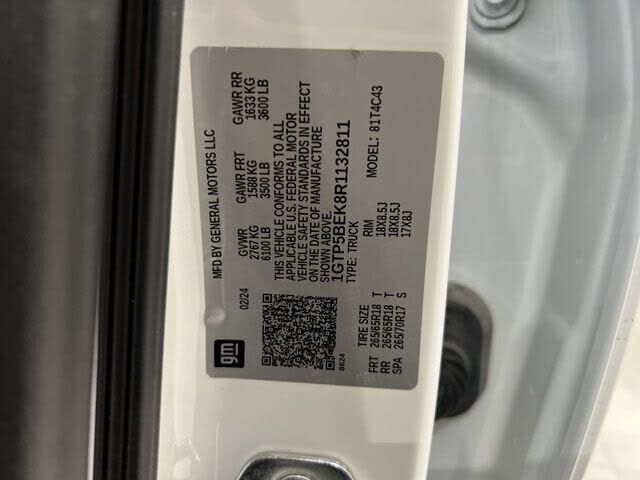 gm
MFD BY GENERAL MOTORS LLC
02/24
GVWR GAWR FRT GAWR RR
2767 KG 1588 KG 1633 KG
6100 LB 3500 LB 3600 LB
THIS VEHICLE CONFORMS TO ALL
APPLICABLE U.S. FEDERAL MOTOR
VEHICLE SAFETY STANDARDS IN EFFECT
ON THE DATE OF MANUFACTURE
SHOWN ABOVE.
1GTP5BEK8R1132811
TYPE: TRUCK MODEL: 81T4C43
8624
TIRE SIZE RIM
FRT 265/65R18 T 18X8.5J
RR 265/65R18 T 18X8.5J
SPA 265/70R17 S 17X8J